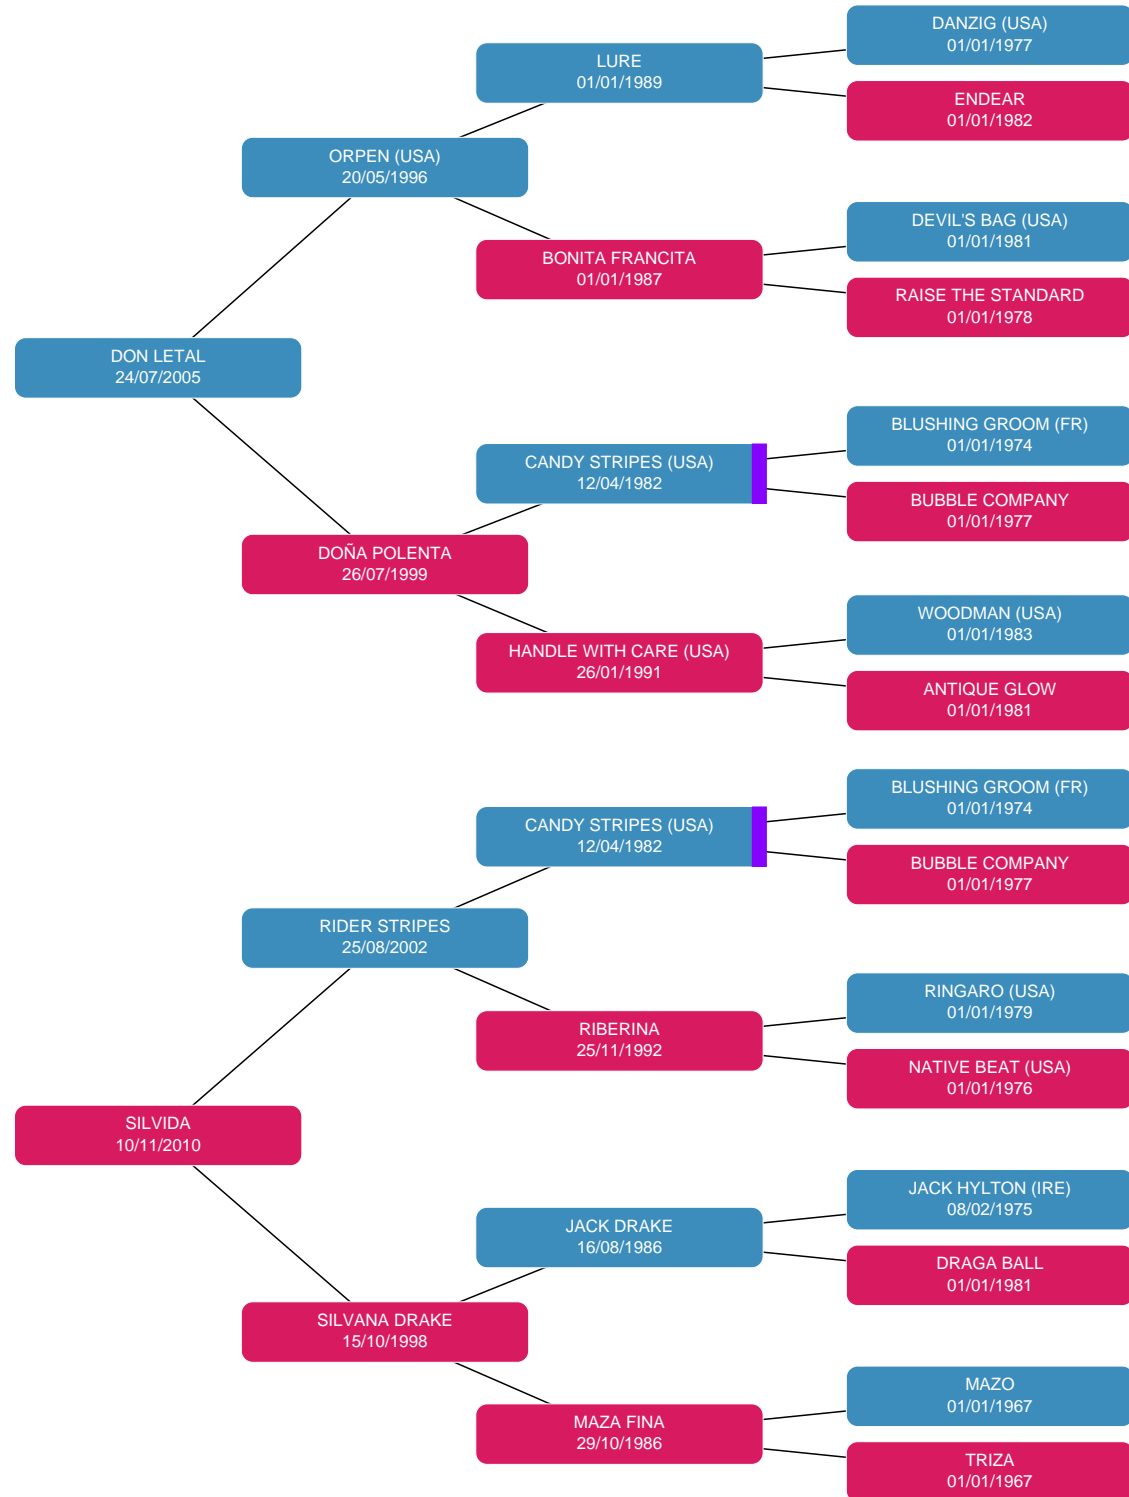 DANZIG (USA)
01/01/1977
LURE
01/01/1989
ENDEAR
01/01/1982
ORPEN (USA)
20/05/1996
DEVIL'S BAG (USA)
01/01/1981
BONITA FRANCITA
01/01/1987
RAISE THE STANDARD
01/01/1978
DON LETAL
24/07/2005
BLUSHING GROOM (FR)
01/01/1974
CANDY STRIPES (USA)
12/04/1982
BUBBLE COMPANY
01/01/1977
DOÑA POLENTA
26/07/1999
WOODMAN (USA)
01/01/1983
HANDLE WITH CARE (USA)
26/01/1991
ANTIQUE GLOW
01/01/1981
BLUSHING GROOM (FR)
01/01/1974
CANDY STRIPES (USA)
12/04/1982
BUBBLE COMPANY
01/01/1977
RIDER STRIPES
25/08/2002
RINGARO (USA)
01/01/1979
RIBERINA
25/11/1992
NATIVE BEAT (USA)
01/01/1976
SILVIDA
10/11/2010
JACK HYLTON (IRE)
08/02/1975
JACK DRAKE
16/08/1986
DRAGA BALL
01/01/1981
SILVANA DRAKE
15/10/1998
MAZO
01/01/1967
MAZA FINA
29/10/1986
TRIZA
01/01/1967